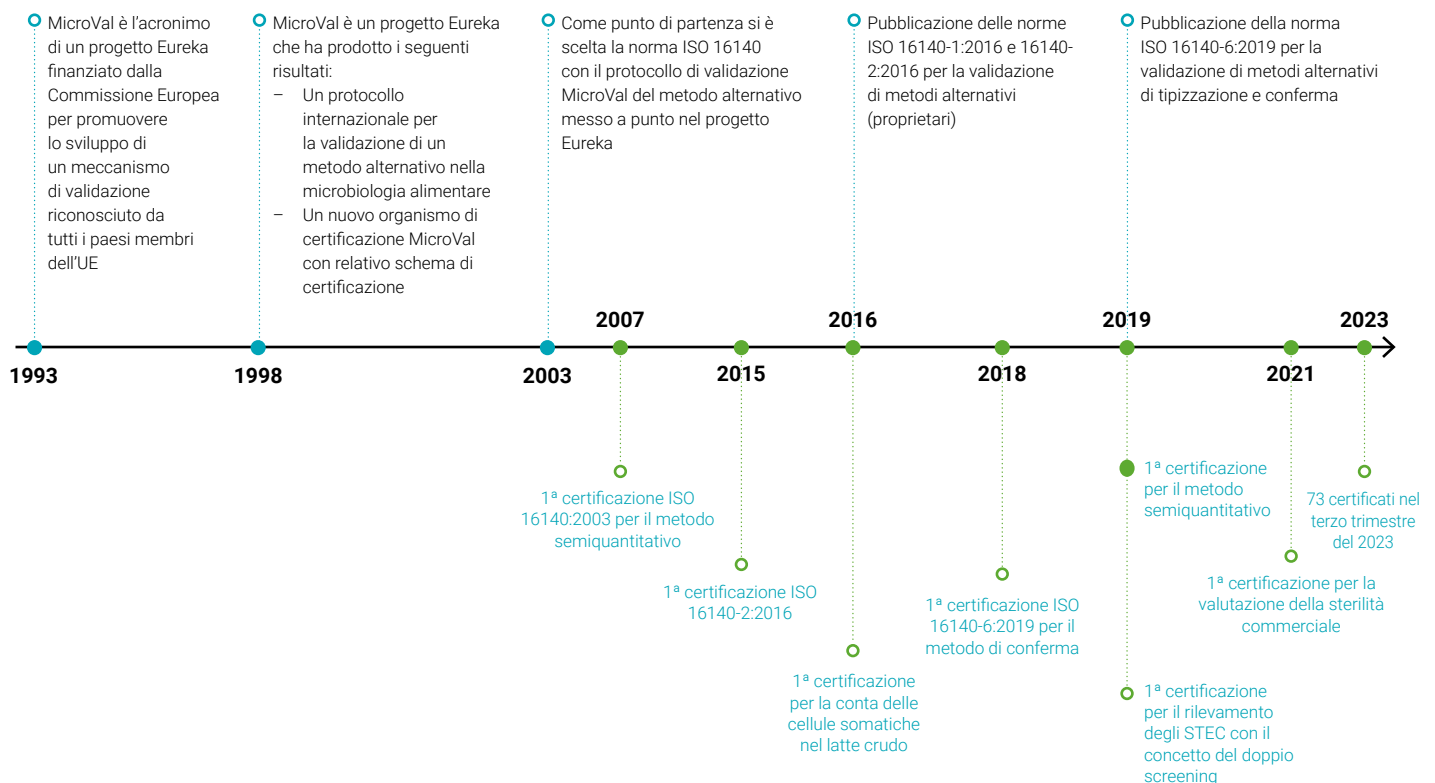 MicroVal è l'acronimo
di un progetto Eureka
finanziato dalla
Commissione Europea
per promuovere
lo sviluppo di
un meccanismo
di validazione
riconosciuto da
tutti i paesi membri
dell'UE
MicroVal è un progetto Eureka
che ha prodotto i seguenti
risultati:
– Un protocollo
internazionale per
la validazione di un
metodo alternativo nella
microbiologia alimentare
– Un nuovo organismo di
certificazione MicroVal
con relativo schema di
certificazione
Come punto di partenza si è
scelta la norma ISO 16140
con il protocollo di validazione
MicroVal del metodo alternativo
messo a punto nel progetto
Eureka
Pubblicazione delle norme
ISO 16140-1:2016 e 16140-
2:2016 per la validazione
di metodi alternativi
(proprietari)
Pubblicazione della norma
ISO 16140-6:2019 per la
validazione di metodi alternativi
di tipizzazione e conferma
2007
2016
2019
2023
1993
1998
2003
2015
2018
2021
1ª certificazione ISO
16140:2003 per il metodo
semiquantitativo
1ª certificazione ISO
16140-2:2016
1ª certificazione
per la conta delle
cellule somatiche
nel latte crudo
1ª certificazione ISO
16140-6:2019 per il
metodo di conferma
1ª certificazione
per il metodo
semiquantitativo
1ª certificazione
per il rilevamento
degli STEC con il
concetto del doppio
screening
1ª certificazione per la
valutazione della sterilità
commerciale
73 certificati nel
terzo trimestre
del 2023